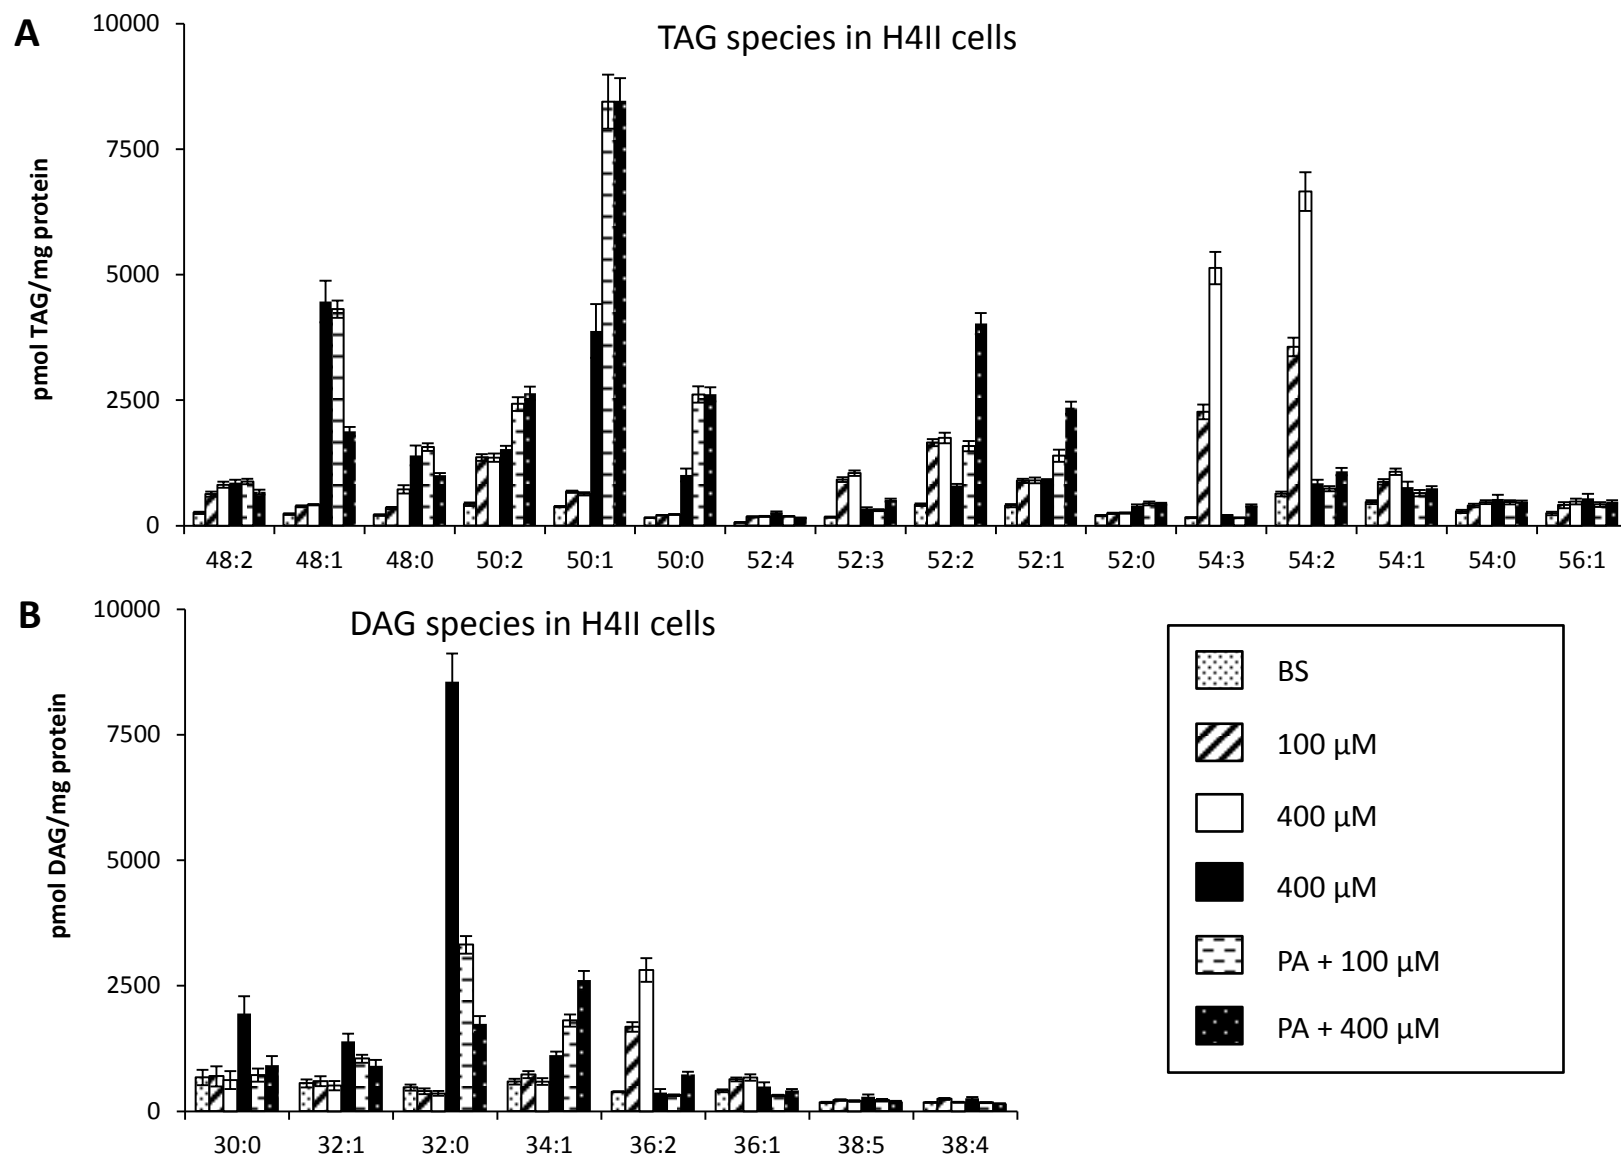 A
TAG species in H4II cells
pmol TAG/mg protein
10000
7500
5000
2500
0
48:2 48:1 48:0 50:2 50:1 50:0 52:4 52:3 52:2 52:1 52:0 54:3 54:2 54:1 54:0 56:1
B
DAG species in H4II cells
pmol DAG/mg protein
10000
7500
5000
2500
0
30:0 32:1 32:0 34:1 36:2 36:1 38:5 38:4
BS
100 µM
400 µM
400 µM
PA + 100 µM
PA + 400 µM